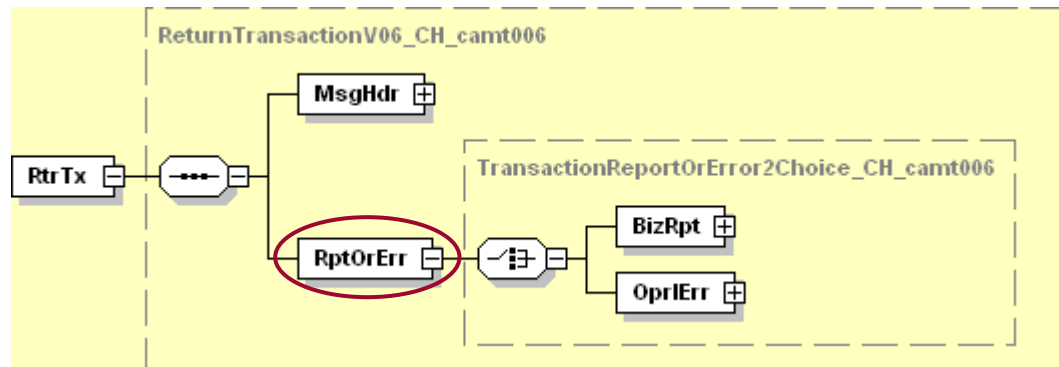 ReturnTransactionV06_CH_camt006
MsgHdr
RtrTx
TransactionReportOrError2Choice_CH_camt006
RptOrErr
BizRpt
OprlErr